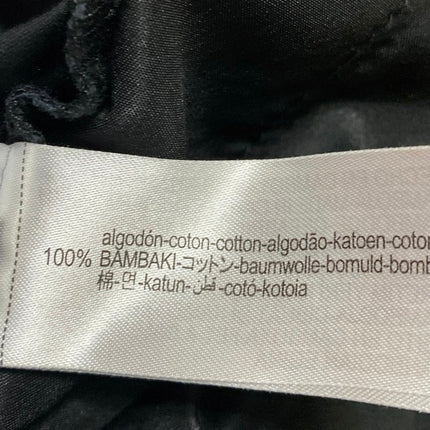 algodón-coton-cotton-algodão-katoen-coton
100% BAMBAKI-コットン-baumwolle-bomuld-bomb
棉-면-katun-قطن-cotó-kotoia